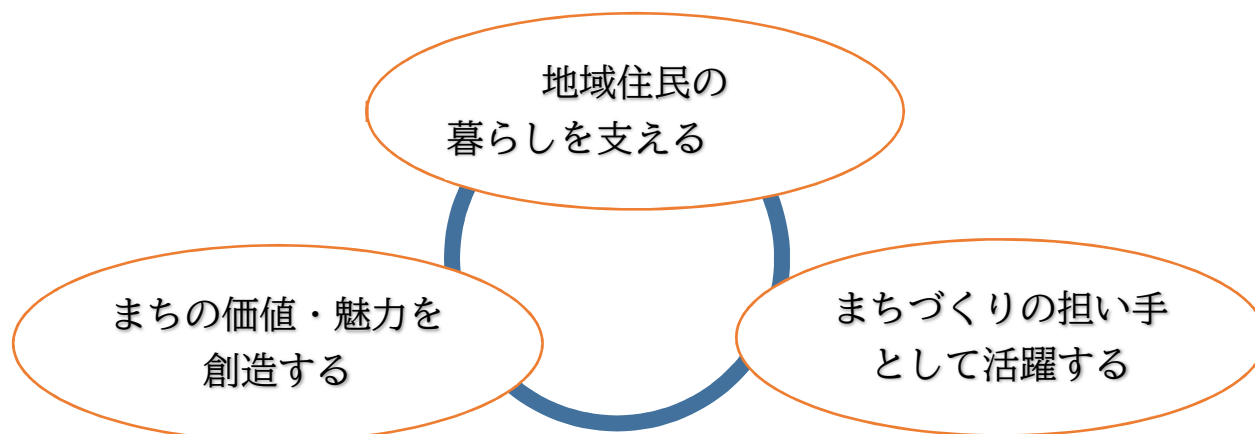 地域住民の
暮らしを支える
まちの価値・魅力を
創造する
まちづくりの担い手
として活躍する